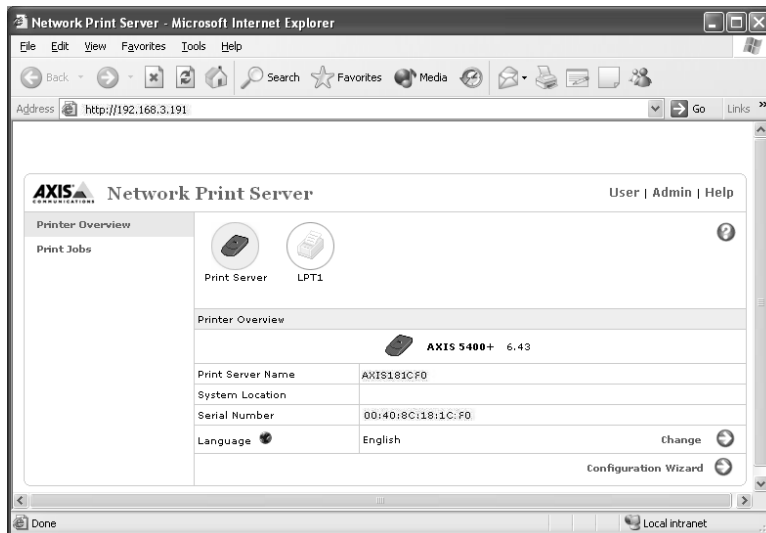 Network Print Server - Microsoft Internet Explorer
File Edit View Favorites Tools Help
Back Search Favorites Media
Address http://192.168.3.191 Go Links »
AXIS COMMUNICATIONS Network Print Server User | Admin | Help
Printer Overview
Print Jobs
?
Print Server LPT1
Printer Overview
AXIS 5400+ 6.43
Print Server Name AXIS181CF0
System Location
Serial Number 00:40:8C:18:1C:F0
Language English Change
Configuration Wizard
Done Local intranet